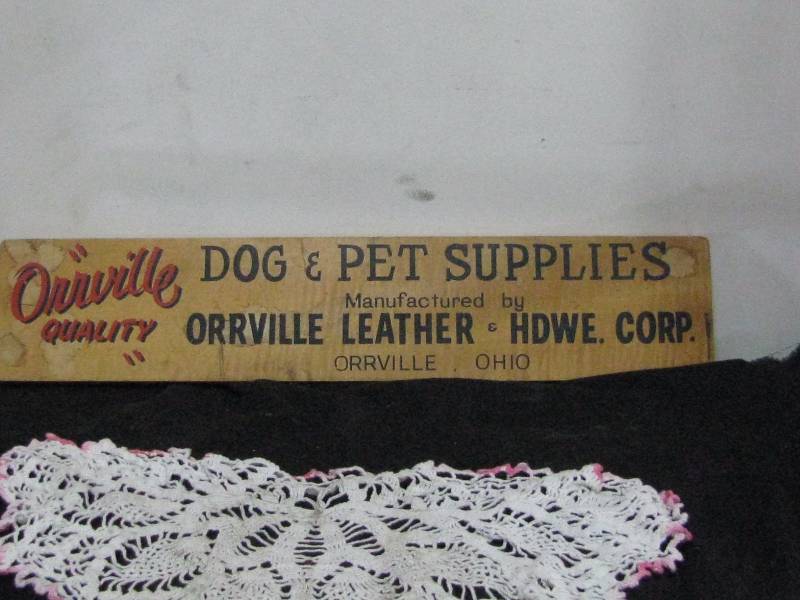 "Orrville
QUALITY"
DOG & PET SUPPLIES
Manufactured by
ORRVILLE LEATHER & HDWE. CORP.
ORRVILLE , OHIO